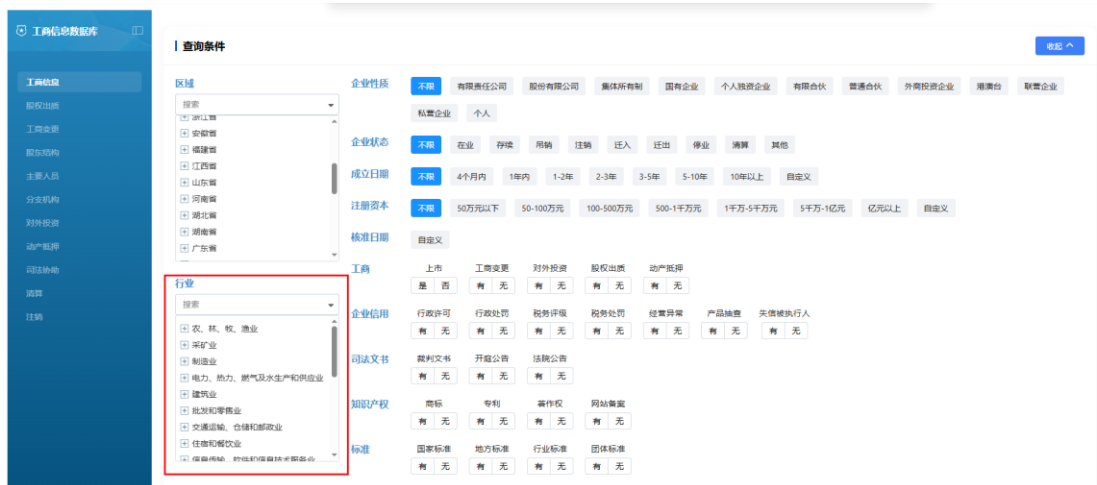 工商信息数据库
工商信息
股权出质
工商变更
股东结构
主要人员
分支机构
对外投资
动产抵押
司法协助
清算
注销
查询条件
收起
区域
搜索
浙江省
安徽省
福建省
江西省
山东省
河南省
湖北省
湖南省
广东省
行业
搜索
农、林、牧、渔业
采矿业
制造业
电力、热力、燃气及水生产和供应业
建筑业
批发和零售业
交通运输、仓储和邮政业
住宿和餐饮业
信息传输、软件和信息技术服务业
企业性质 不限 有限责任公司 股份有限公司 集体所有制 国有企业 个人独资企业 有限合伙 普通合伙 外商投资企业 港澳台 联营企业
私营企业 个人
企业状态 不限 在业 存续 吊销 注销 迁入 迁出 停业 清算 其他
成立日期 不限 4个月内 1年内 1-2年 2-3年 3-5年 5-10年 10年以上 自定义
注册资本 不限 50万元以下 50-100万元 100-500万元 500-1千万元 1千万-5千万元 5千万-1亿元 亿元以上 自定义
核准日期 自定义
工商 上市 工商变更 对外投资 股权出质 动产抵押
是 否 有 无 有 无 有 无 有 无
企业信用 行政许可 行政处罚 税务评级 税务处罚 经营异常 产品抽查 失信被执行人
有 无 有 无 有 无 有 无 有 无 有 无 有 无
司法文书 裁判文书 开庭公告 法院公告
有 无 有 无 有 无
知识产权 商标 专利 著作权 网站备案
有 无 有 无 有 无 有 无
标准 国家标准 地方标准 行业标准 团体标准
有 无 有 无 有 无 有 无